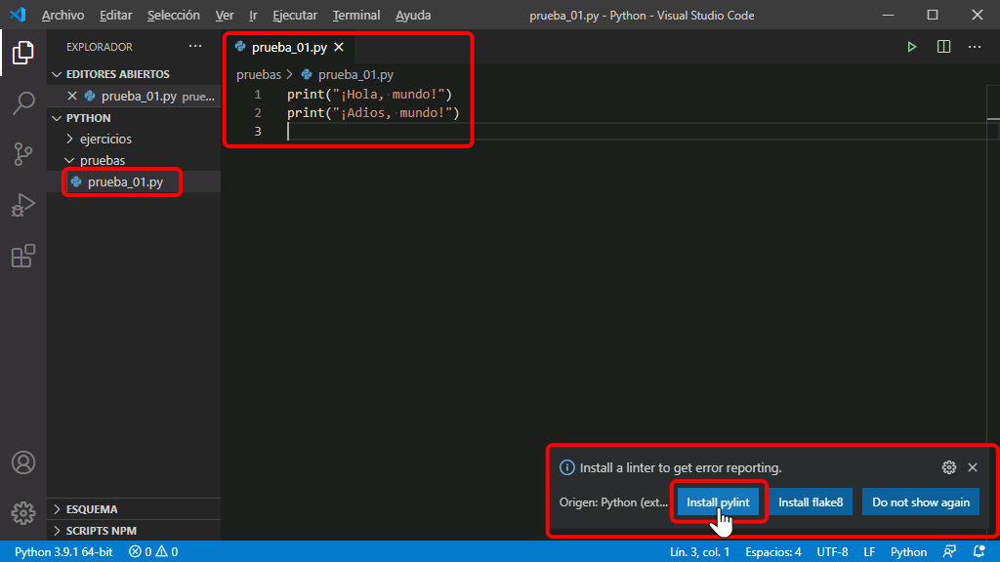 Archivo Editar Selección Ver Ir Ejecutar Terminal Ayuda prueba_01.py - Python - Visual Studio Code
EXPLORADOR ···
EDITORES ABIERTOS
prueba_01.py prue...
PYTHON
ejercicios
pruebas
prueba_01.py
ESQUEMA
SCRIPTS NPM
prueba_01.py
pruebas > prueba_01.py
1 print("¡Hola, mundo!")
2 print("¡Adios, mundo!")
3
Install a linter to get error reporting.
Origen: Python (ext... Install pylint Install flake8 Do not show again
Python 3.9.1 64-bit 0 0 Lín. 3, col. 1 Espacios: 4 UTF-8 LF Python